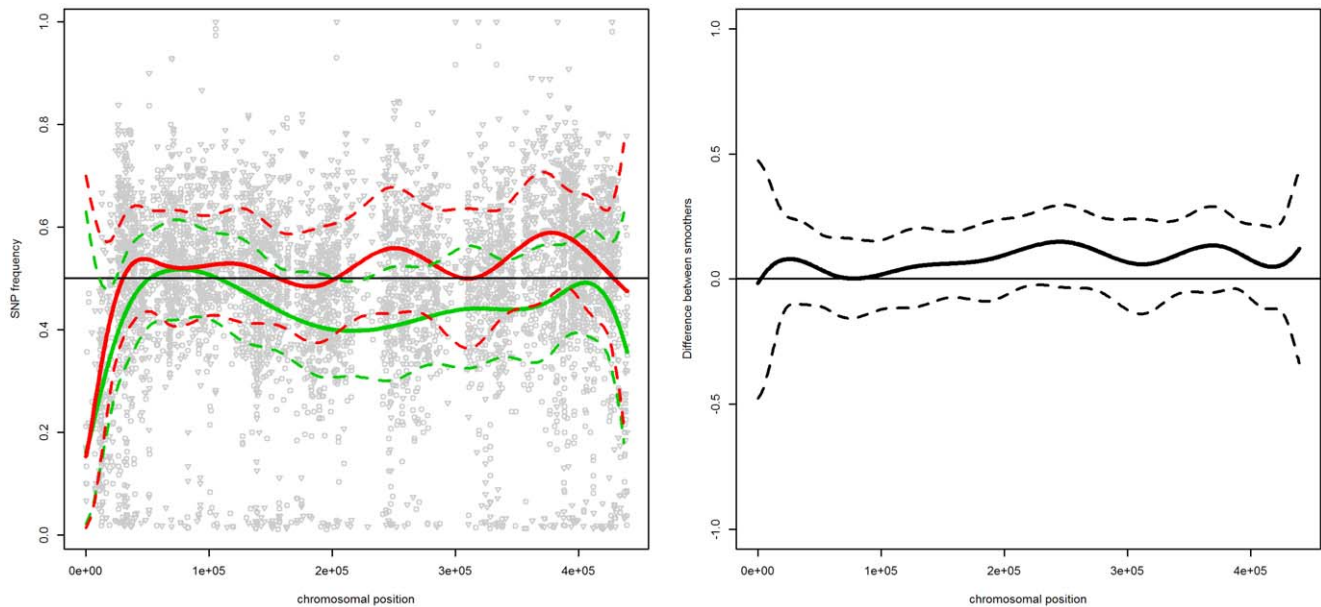 1.0
0.8
0.6
0.4
0.2
0.0
SNP frequency
0e+00 1e+05 2e+05 3e+05 4e+05
chromosomal position
1.0
0.5
0.0
-0.5
-1.0
Difference between smoothers
0e+00 1e+05 2e+05 3e+05 4e+05
chromosomal position